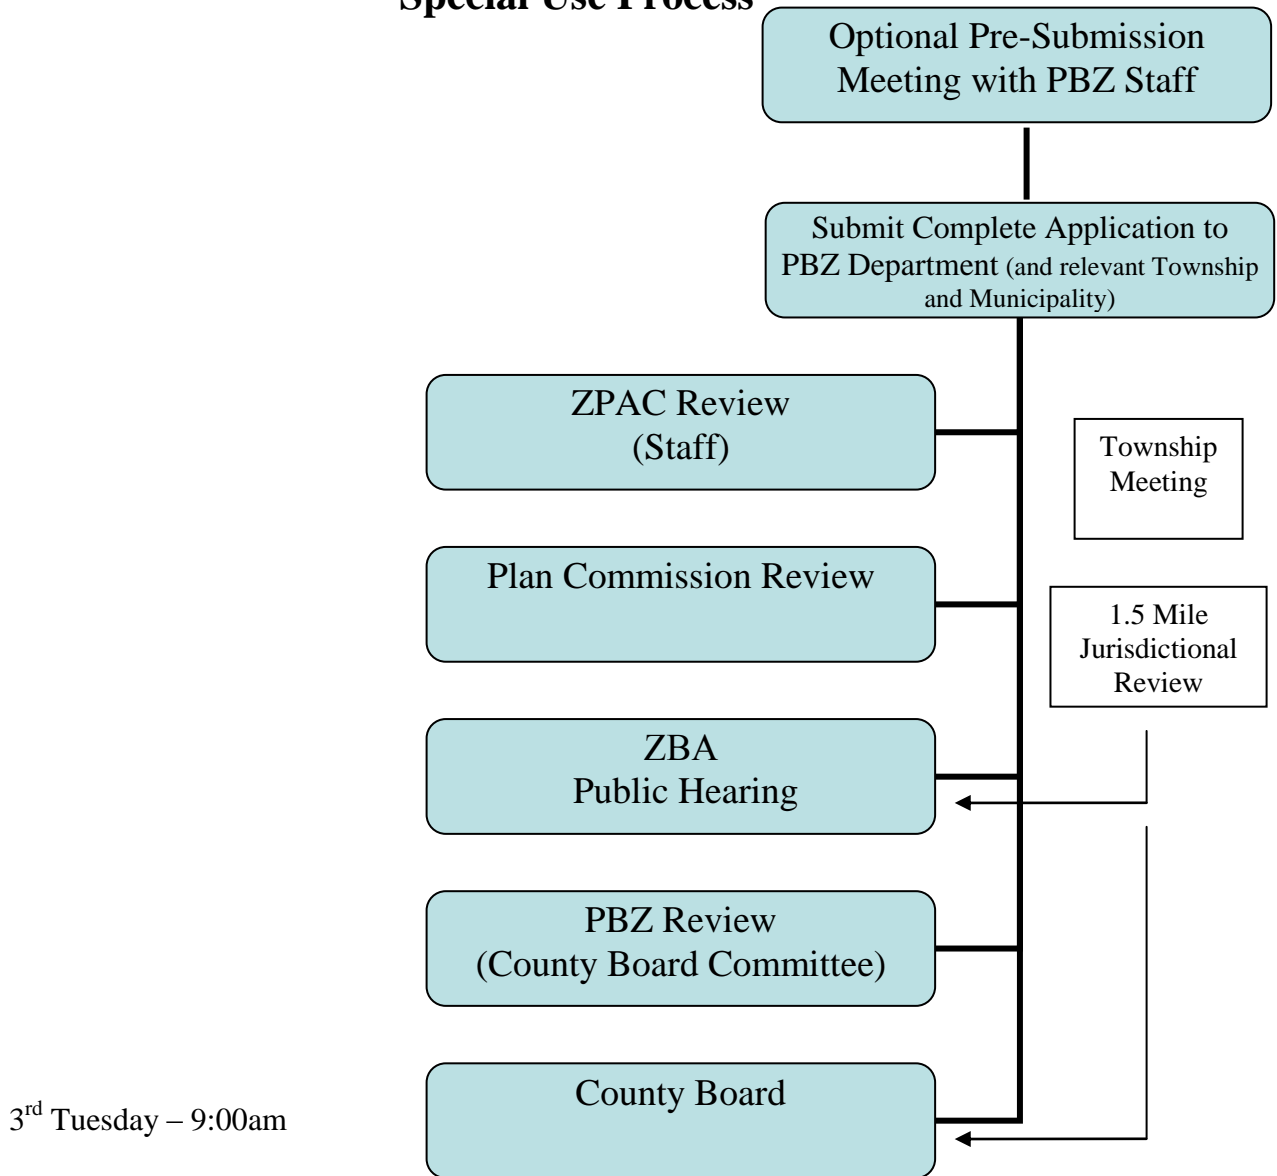 Special Use Process
Optional Pre-Submission
Meeting with PBZ Staff
Submit Complete Application to
PBZ Department (and relevant Township
and Municipality)
ZPAC Review
(Staff)
Township
Meeting
Plan Commission Review
1.5 Mile
Jurisdictional
Review
ZBA
Public Hearing
PBZ Review
(County Board Committee)
County Board
3rd Tuesday – 9:00am